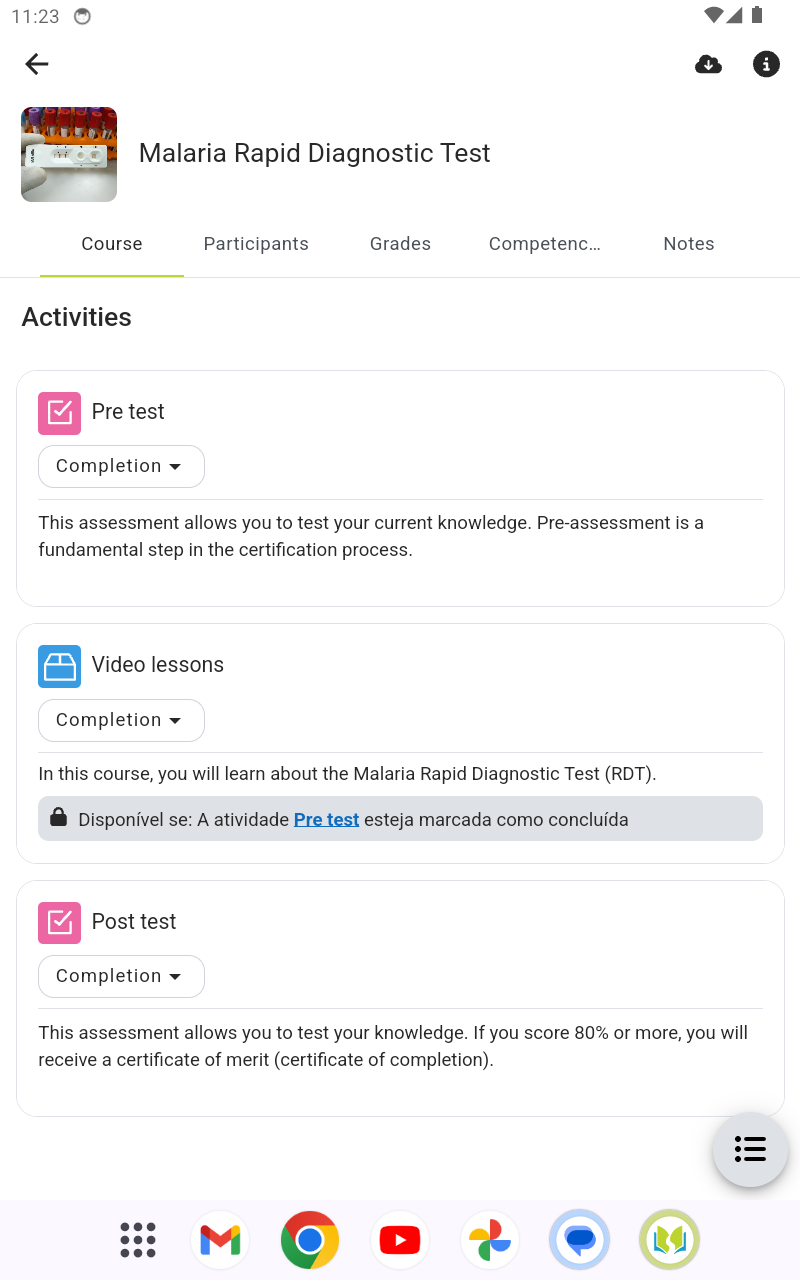 11:23
Malaria Rapid Diagnostic Test
Course
Participants
Grades
Competenc...
Notes
Activities
Pre test
Completion
This assessment allows you to test your current knowledge. Pre-assessment is a
fundamental step in the certification process.
Video lessons
Completion
In this course, you will learn about the Malaria Rapid Diagnostic Test (RDT).
Disponível se: A atividade Pre test esteja marcada como concluída
Post test
Completion
This assessment allows you to test your knowledge. If you score 80% or more, you will
receive a certificate of merit (certificate of completion).